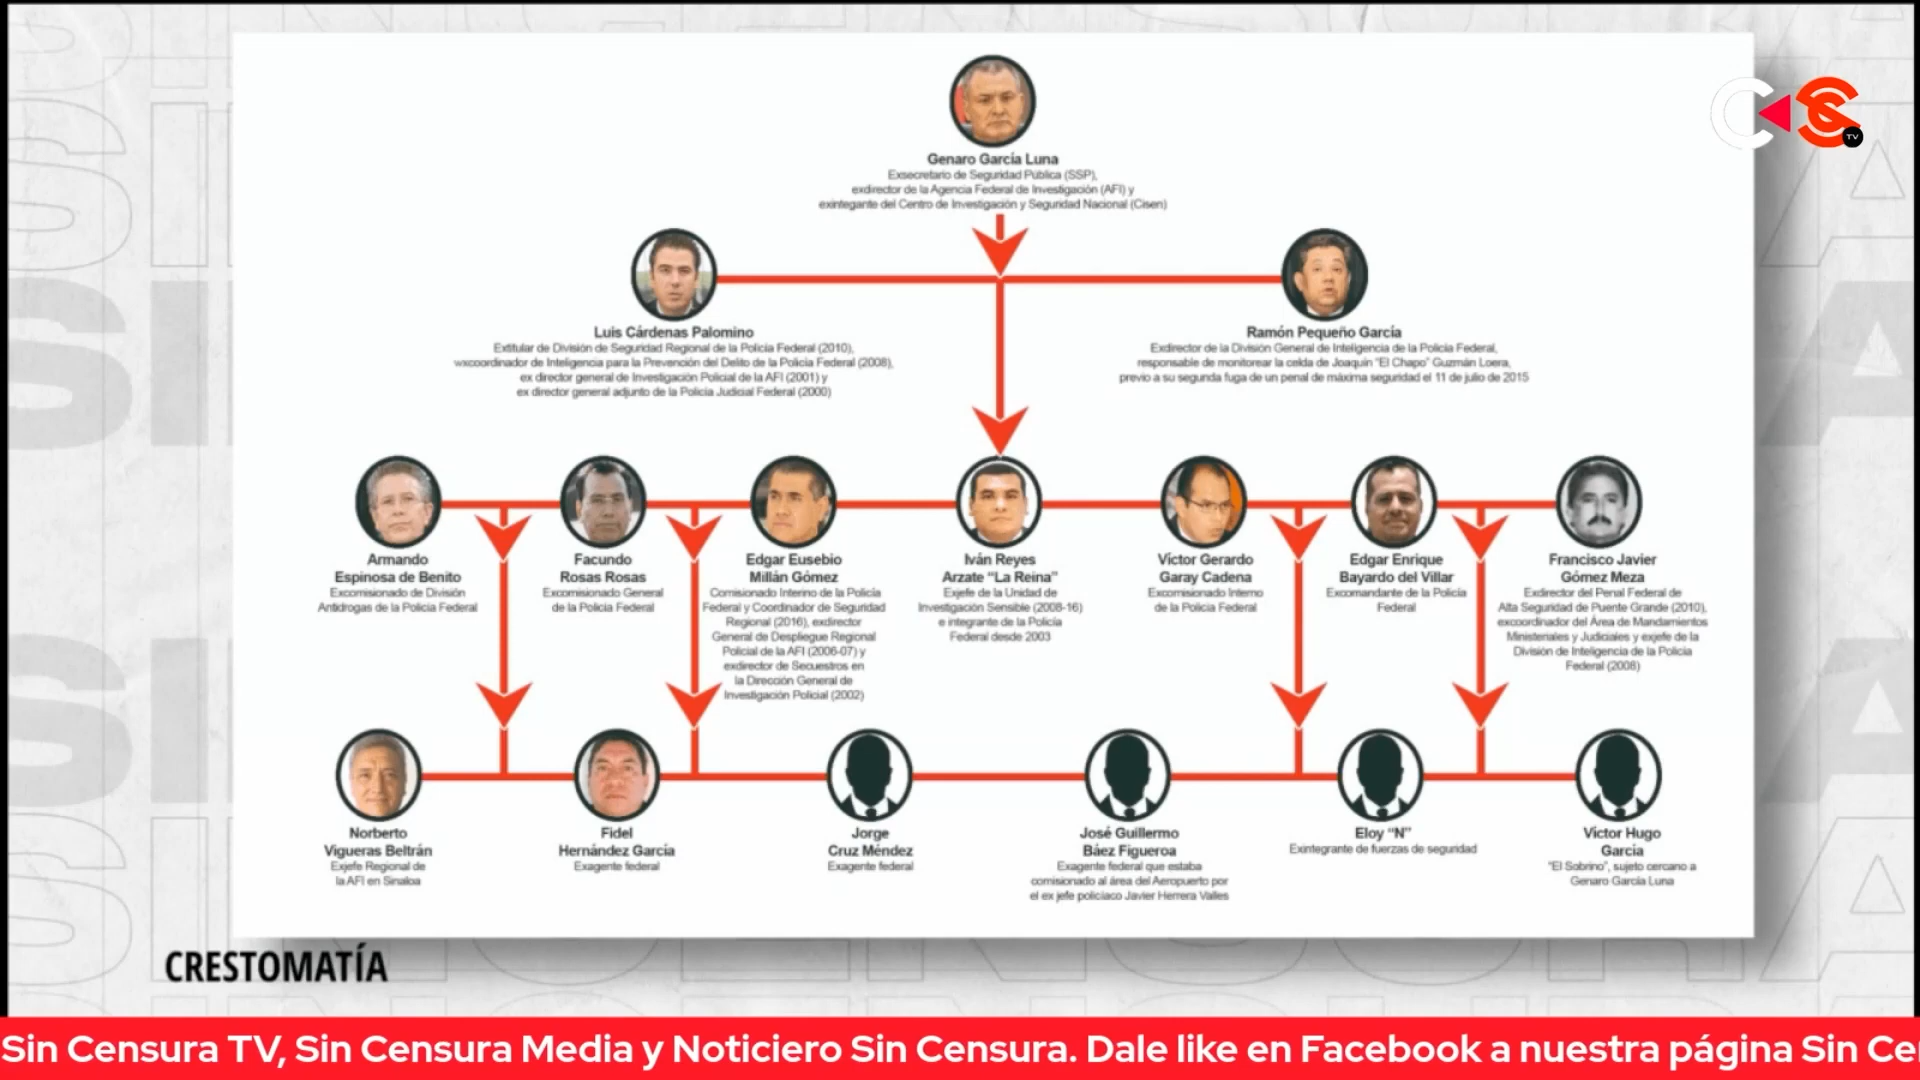 Genaro García Luna
Exsecretario de Seguridad Pública (SSP),
exdirector de la Agencia Federal de Investigación (AFI) y
exintegante del Centro de Investigación y Seguridad Nacional (Cisen)
Luis Cárdenas Palomino
Extitular de División de Seguridad Regional de la Policía Federal (2010),
wxcoordinador de Inteligencia para la Prevención del Delito de la Policía Federal (2008),
ex director general de Investigación Policial de la AFI (2001) y
ex director general adjunto de la Policía Judicial Federal (2000)
Ramón Pequeño García
Exdirector de la División General de Inteligencia de la Policía Federal,
responsable de monitorear la celda de Joaquín "El Chapo" Guzmán Loera,
previo a su segunda fuga de un penal de máxima seguridad el 11 de julio de 2015
Armando
Espinosa de Benito
Excomisionado de División
Antidrogas de la Policía Federal
Facundo
Rosas Rosas
Excomisionado General
de la Policía Federal
Edgar Eusebio
Millán Gómez
Comisionado Interino de la Policía
Federal y Coordinador de Seguridad
Regional (2016), exdirector
General de Despliegue Regional
Policial de la AFI (2006-07) y
exdirector de Secuestros en
la Dirección General de
Investigación Policial (2002)
Iván Reyes
Arzate "La Reina"
Exjefe de la Unidad de
Investigación Sensible (2008-16)
e integrante de la Policía
Federal desde 2003
Víctor Gerardo
Garay Cadena
Excomisionado Interno
de la Policía Federal
Edgar Enrique
Bayardo del Villar
Excomandante de la Policía
Federal
Francisco Javier
Gómez Meza
Exdirector del Penal Federal de
Alta Seguridad de Puente Grande (2010),
excoordinador del Área de Mandamientos
Ministeriales y Judiciales y exjefe de la
División de Inteligencia de la Policía
Federal (2008)
Norberto
Vigueras Beltrán
Exjefe Regional de
la AFI en Sinaloa
Fidel
Hernández García
Exagente federal
Jorge
Cruz Méndez
Exagente federal
José Guillermo
Báez Figueroa
Exagente federal que estaba
comisionado al área del Aeropuerto por
el ex jefe policiaco Javier Herrera Valles
Eloy "N"
Exintegrante de fuerzas de seguridad
Víctor Hugo
García
"El Sobrino", sujeto cercano a
Genaro García Luna
CS
TV
CRESTOMATÍA
Sin Censura TV, Sin Censura Media y Noticiero Sin Censura. Dale like en Facebook a nuestra página Sin Cen